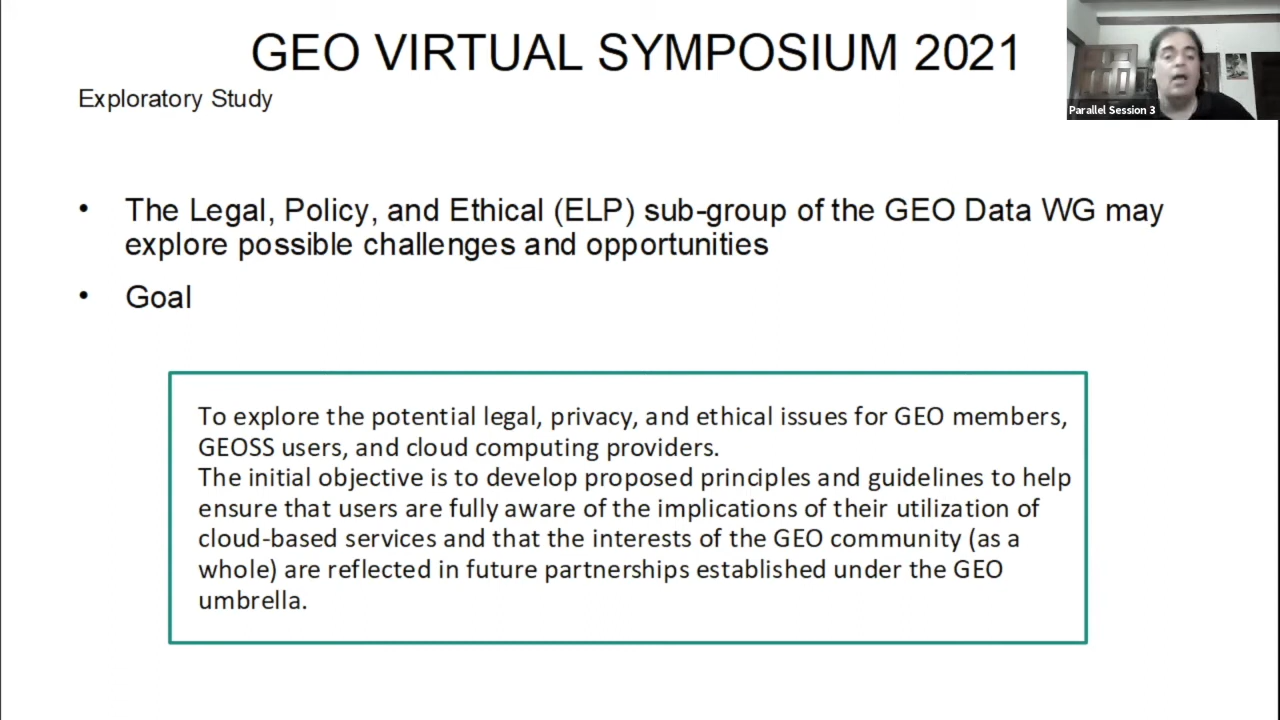 GEO VIRTUAL SYMPOSIUM 2021
Exploratory Study
Parallel Session 3
• The Legal, Policy, and Ethical (ELP) sub-group of the GEO Data WG may
explore possible challenges and opportunities
• Goal
To explore the potential legal, privacy, and ethical issues for GEO members,
GEOSS users, and cloud computing providers.
The initial objective is to develop proposed principles and guidelines to help
ensure that users are fully aware of the implications of their utilization of
cloud-based services and that the interests of the GEO community (as a
whole) are reflected in future partnerships established under the GEO
umbrella.